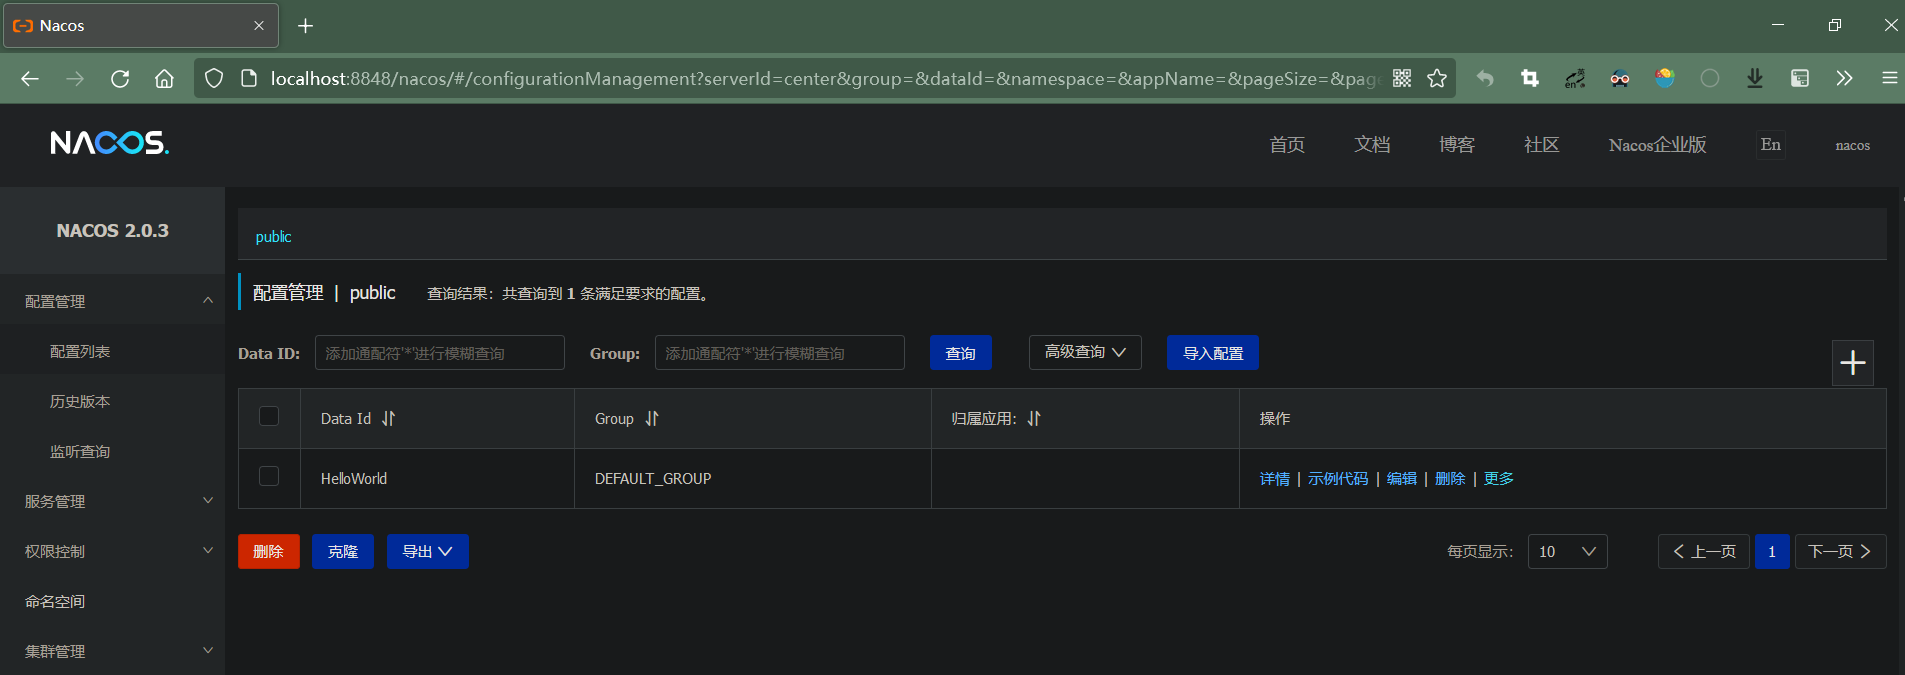 Nacos
localhost:8848/nacos/#/configurationManagement?serverId=center&group=&dataId=&namespace=&appName=&pageSize=&page
en 英
NACOS.
首页 文档 博客 社区 Nacos企业版 En nacos
NACOS 2.0.3
配置管理
配置列表
历史版本
监听查询
服务管理
权限控制
命名空间
集群管理
public
配置管理 | public 查询结果：共查询到 1 条满足要求的配置。
Data ID: 添加通配符'*'进行模糊查询 Group: 添加通配符'*'进行模糊查询 查询 高级查询 导入配置
Data Id Group 归属应用: 操作
HelloWorld DEFAULT_GROUP 详情 | 示例代码 | 编辑 | 删除 | 更多
删除 克隆 导出 每页显示: 10 上一页 1 下一页